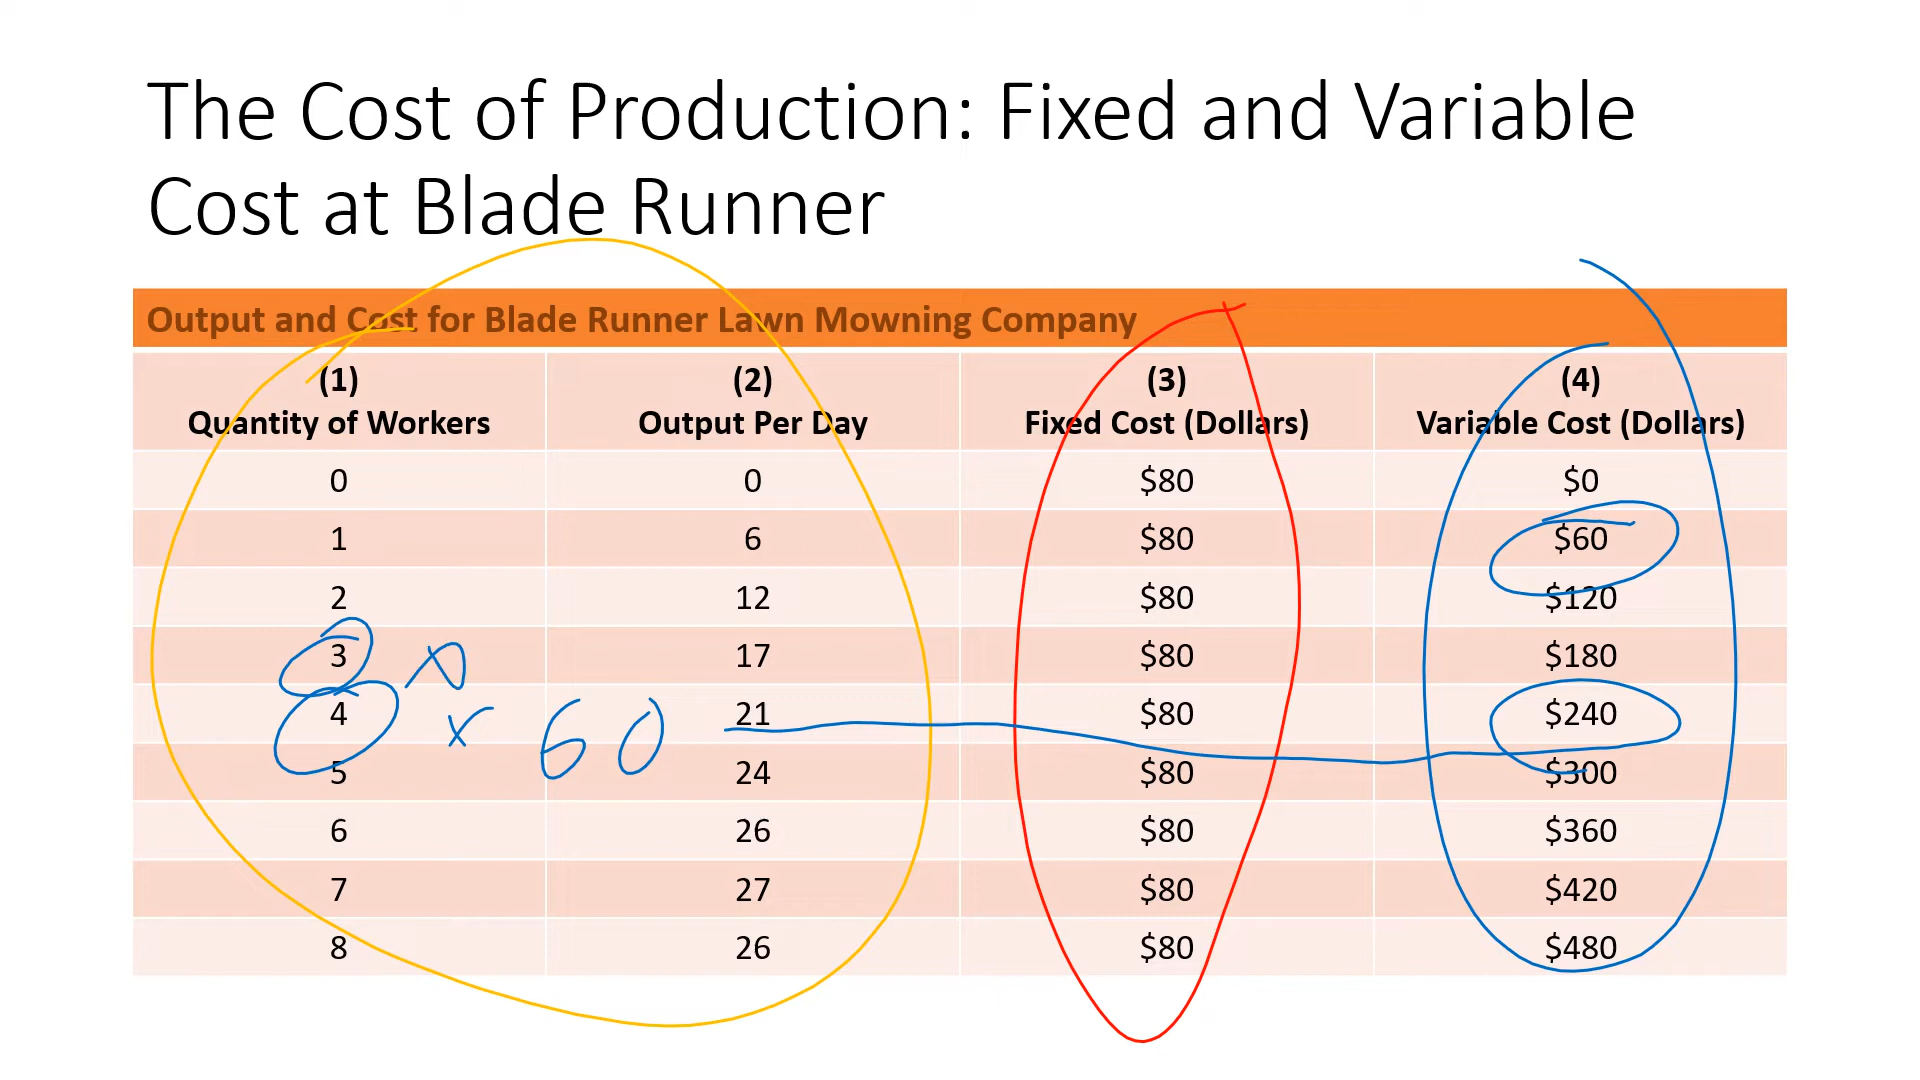 The Cost of Production: Fixed and Variable
Cost at Blade Runner
Output and Cost for Blade Runner Lawn Mowning Company
(1) (2) (3) (4)
Quantity of Workers Output Per Day Fixed Cost (Dollars) Variable Cost (Dollars)
0 0 $80 $0
1 6 $80 $60
2 12 $80 $120
3 17 $80 $180
4 x 60 21 $80 $240
5 24 $80 $300
6 26 $80 $360
7 27 $80 $420
8 26 $80 $480